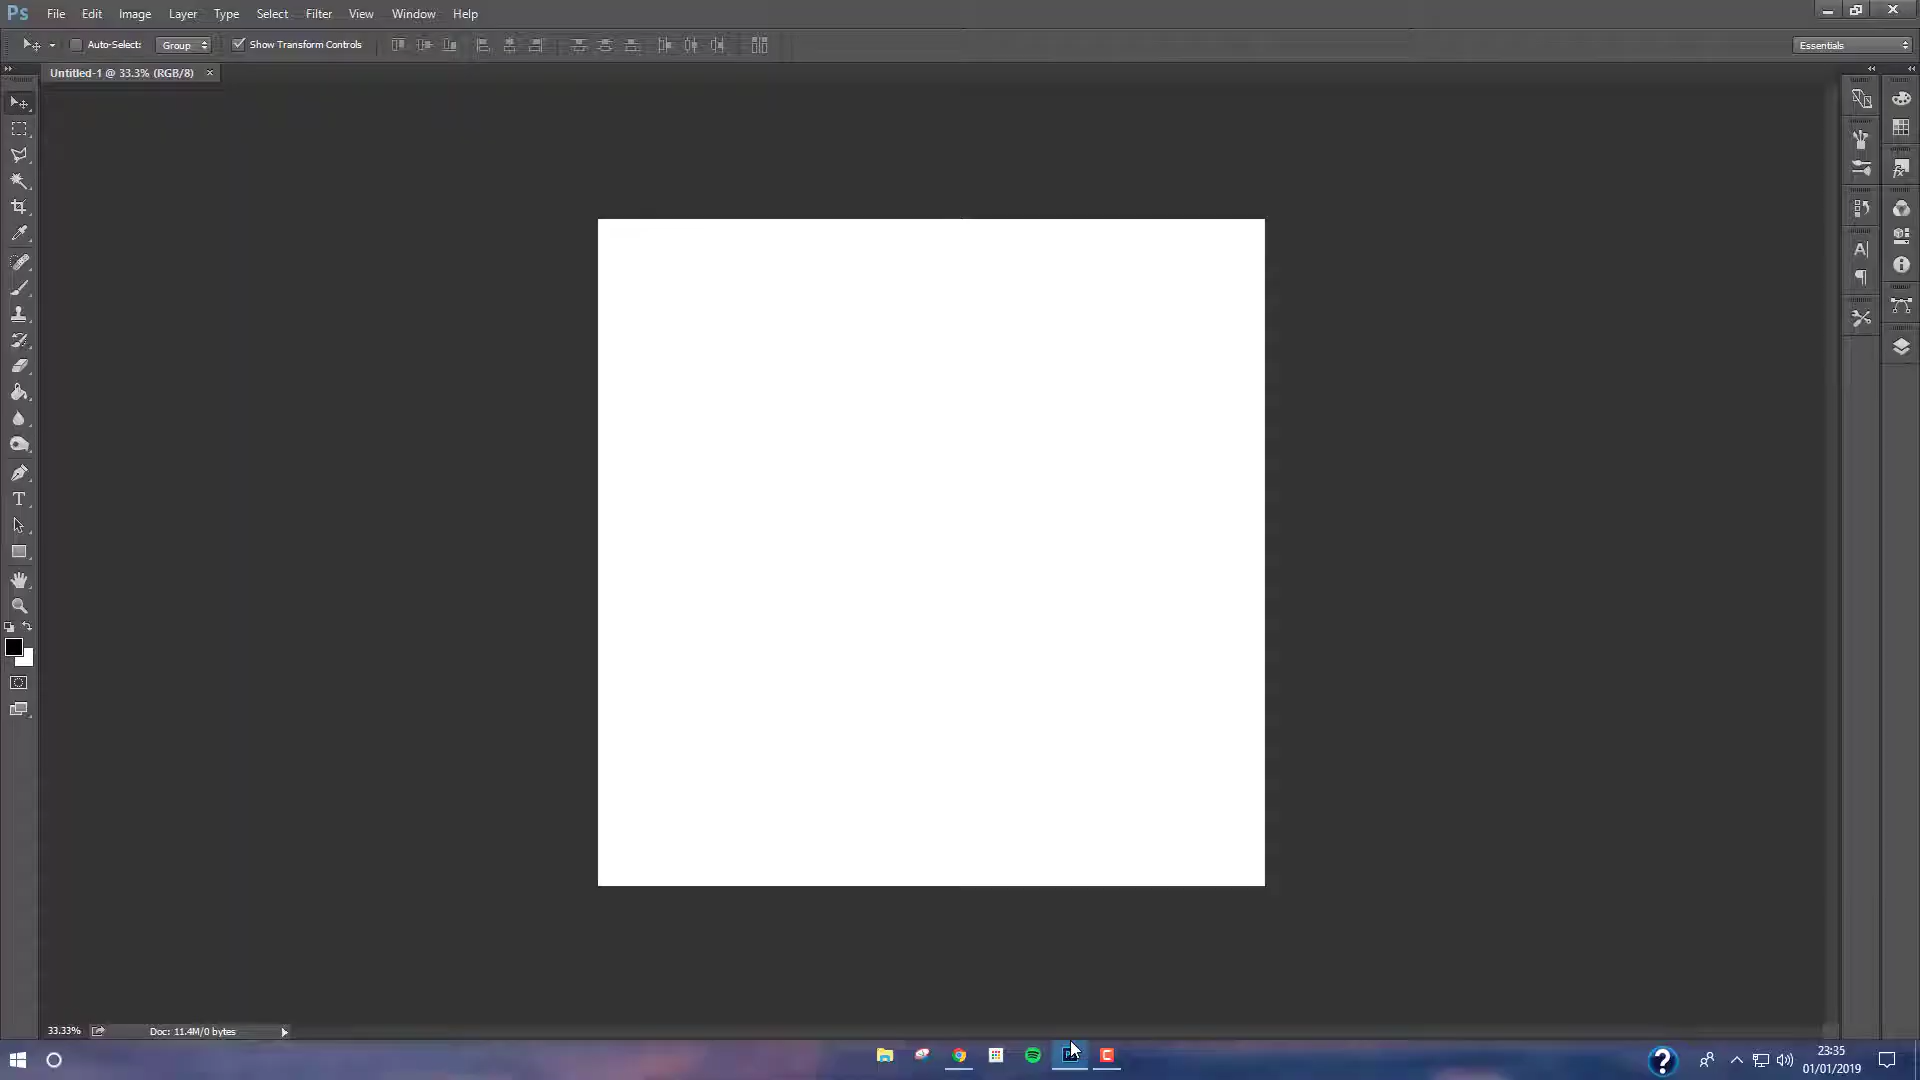 Ps File Edit Image Layer Type Select Filter View Window Help
Auto-Select: Group Show Transform Controls Essentials
Untitled-1 @ 33.3% (RGB/8) ×
33.33% Doc: 11.4M/0 bytes
23:35
01/01/2019